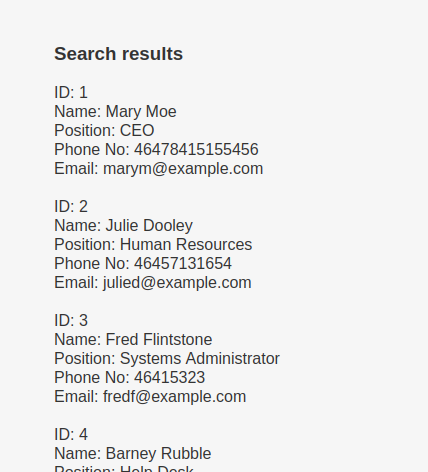 Search results
ID: 1
Name: Mary Moe
Position: CEO
Phone No: 46478415155456
Email: marym@example.com
ID: 2
Name: Julie Dooley
Position: Human Resources
Phone No: 46457131654
Email: julied@example.com
ID: 3
Name: Fred Flintstone
Position: Systems Administrator
Phone No: 46415323
Email: fredf@example.com
ID: 4
Name: Barney Rubble
Position: Help Desk